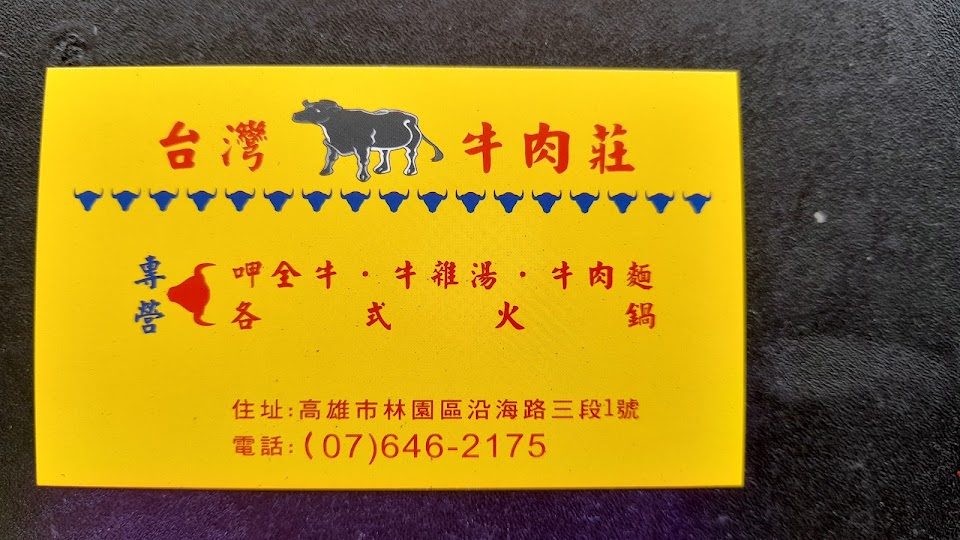 台灣 牛肉莊
專營
呷全牛·牛雜湊·牛肉麵
各式火鍋
住址:高雄市林園區沿海路三段1號
電話:(07)646-2175